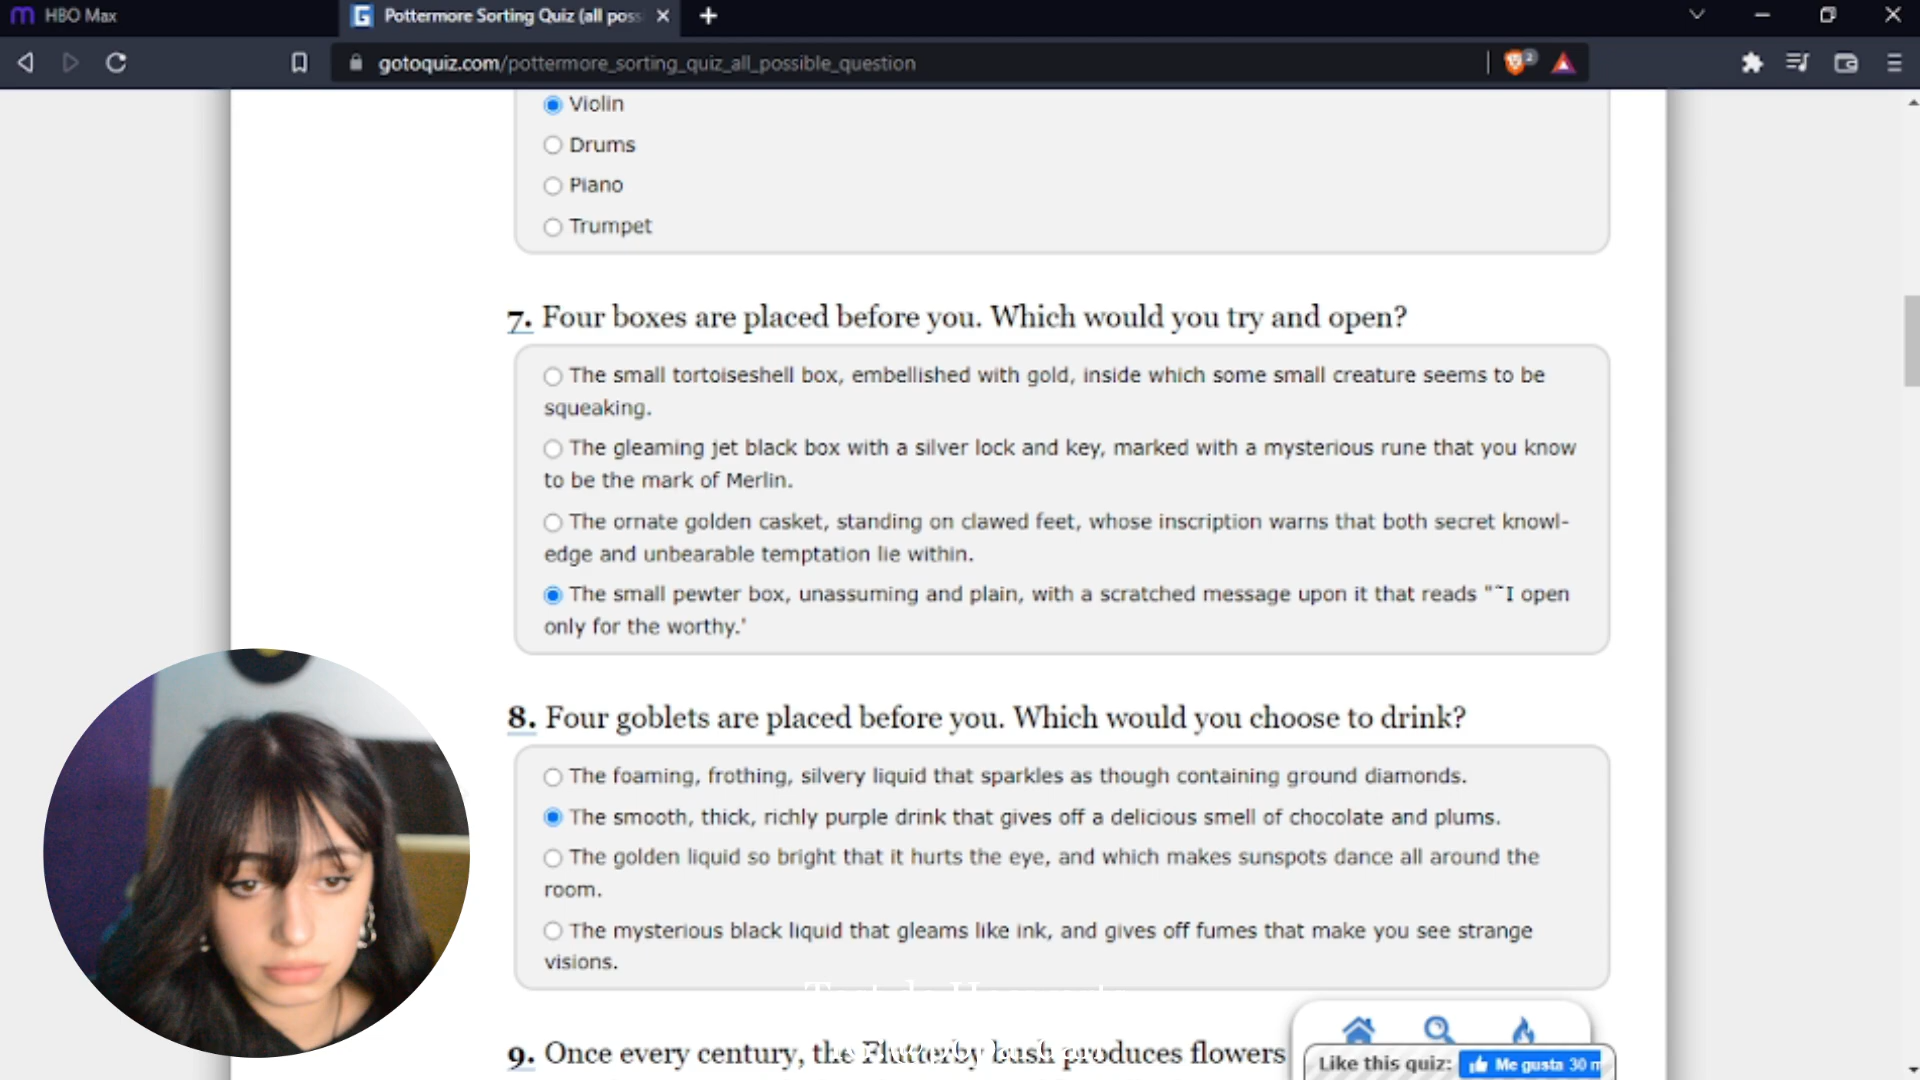 HBO Max
Pottermore Sorting Quiz (all poss
gotoquiz.com/pottermore_sorting_quiz_all_possible_question
2
Violin
Drums
Piano
Trumpet
7. Four boxes are placed before you. Which would you try and open?
The small tortoiseshell box, embellished with gold, inside which some small creature seems to be
squeaking.
The gleaming jet black box with a silver lock and key, marked with a mysterious rune that you know
to be the mark of Merlin.
The ornate golden casket, standing on clawed feet, whose inscription warns that both secret knowl-
edge and unbearable temptation lie within.
The small pewter box, unassuming and plain, with a scratched message upon it that reads "˜I open
only for the worthy.'
8. Four goblets are placed before you. Which would you choose to drink?
The foaming, frothing, silvery liquid that sparkles as though containing ground diamonds.
The smooth, thick, richly purple drink that gives off a delicious smell of chocolate and plums.
The golden liquid so bright that it hurts the eye, and which makes sunspots dance all around the
room.
The mysterious black liquid that gleams like ink, and gives off fumes that make you see strange
visions.
9. Once every century, the Flutterby bush produces flowers
Like this quiz: Me gusta 30 m